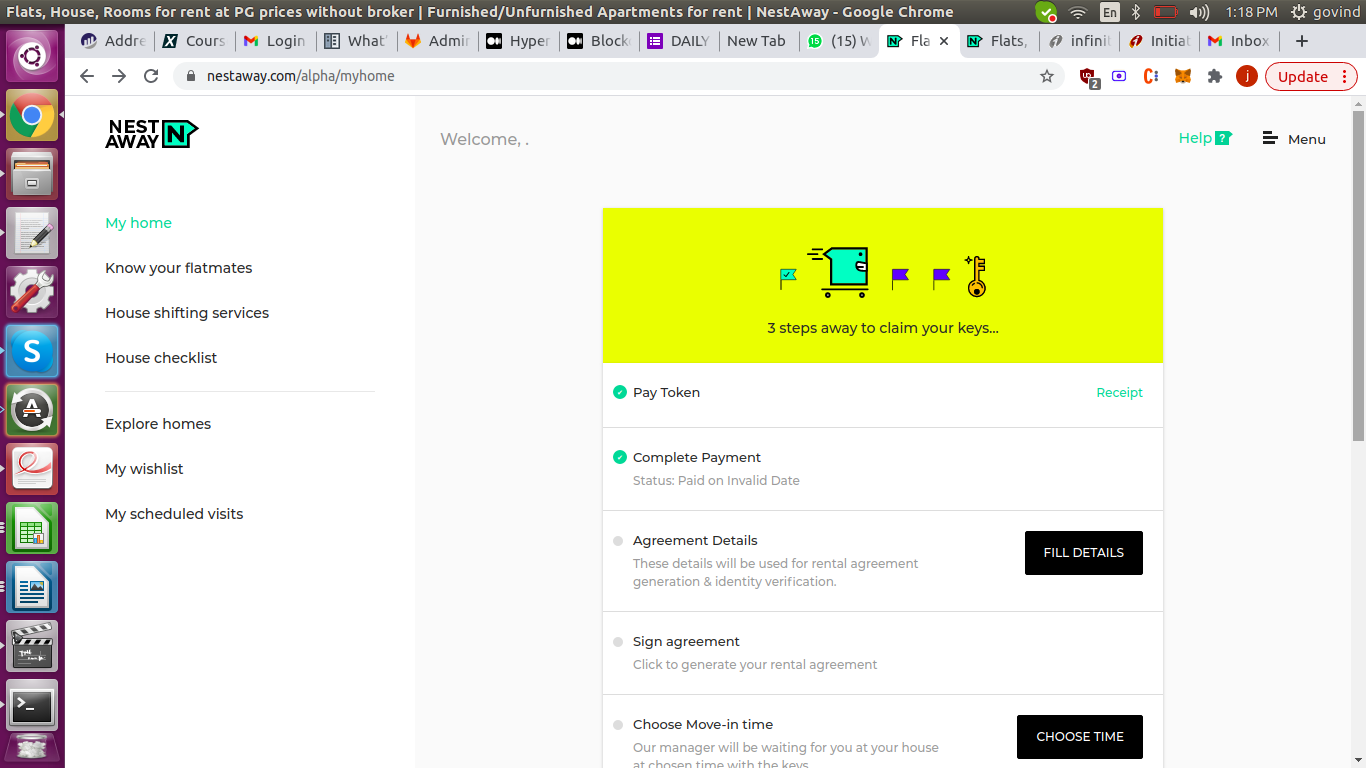 Flats, House, Rooms for rent at PG prices without broker | Furnished/Unfurnished Apartments for rent | NestAway - Google Chrome
En
1:18 PM
govind
Addre
Cours
Login
What'
Admir
Hyper
Block
DAILY
New Tab
(15) W
Fla
Flats,
infinit
Initiat
Inbox
nestaway.com/alpha/myhome
2
j
Update
NEST
AWAY
N
Welcome, .
Help ?
Menu
My home
Know your flatmates
House shifting services
House checklist
Explore homes
My wishlist
My scheduled visits
3 steps away to claim your keys...
Pay Token
Receipt
Complete Payment
Status: Paid on Invalid Date
Agreement Details
These details will be used for rental agreement
generation & identity verification.
FILL DETAILS
Sign agreement
Click to generate your rental agreement
Choose Move-in time
Our manager will be waiting for you at your house
at chosen time with the keys
CHOOSE TIME